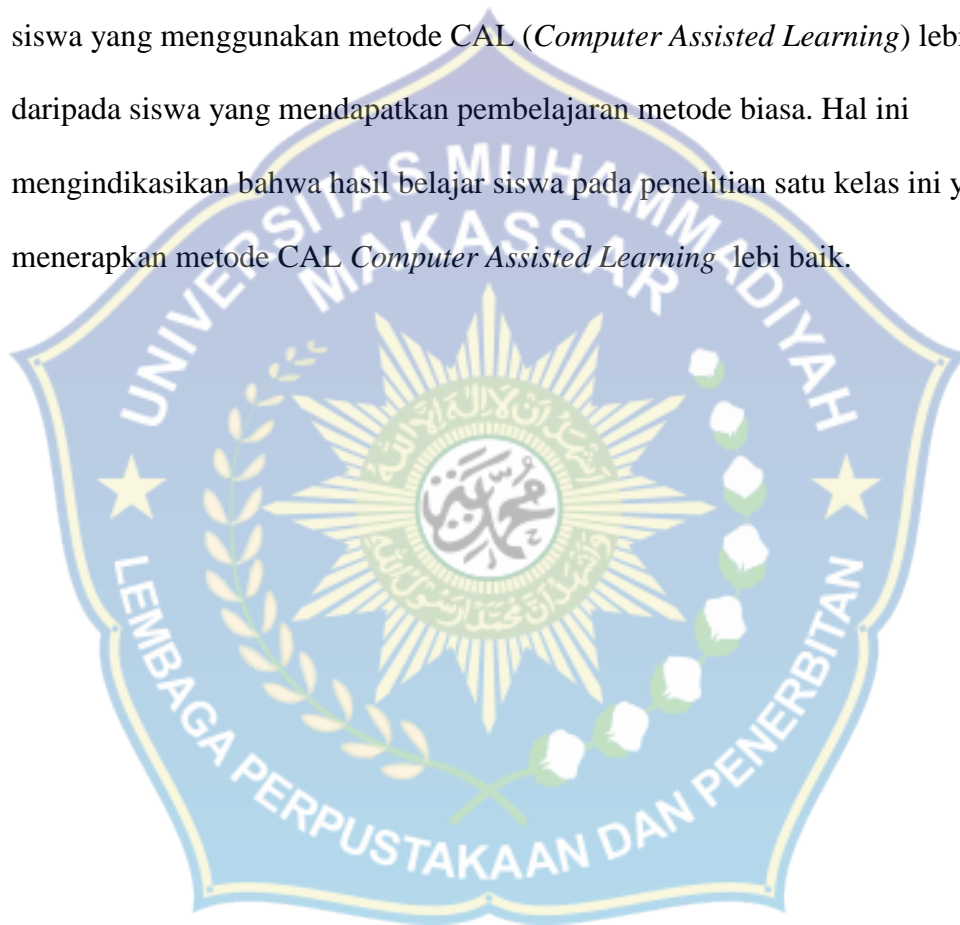 siswa yang menggunakan metode CAL (Computer Assisted Learning) lebi
daripada siswa yang mendapatkan pembelajaran metode biasa. Hal ini
mengindikasikan bahwa hasil belajar siswa pada penelitian satu kelas ini y
menerapkan metode CAL Computer Assisted Learning lebi baik.
UNIVERSITAS MUHAMMADIYAH
MAKASSAR
محمدية
LEMBAGA PERPUSTAKAAN DAN PENERBITAN